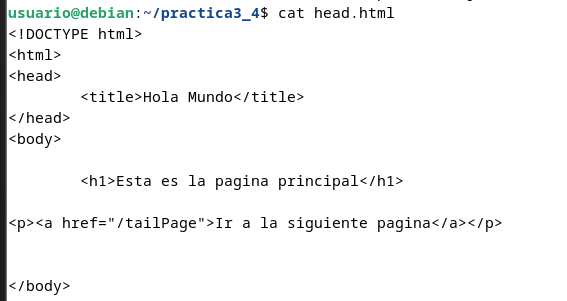 usuario@debian:~/practica3_4$ cat head.html
<!DOCTYPE html>
<html>
<head>
        <title>Hola Mundo</title>
</head>
<body>

        <h1>Esta es la pagina principal</h1>

<p><a href="/tailPage">Ir a la siguiente pagina</a></p>


</body>